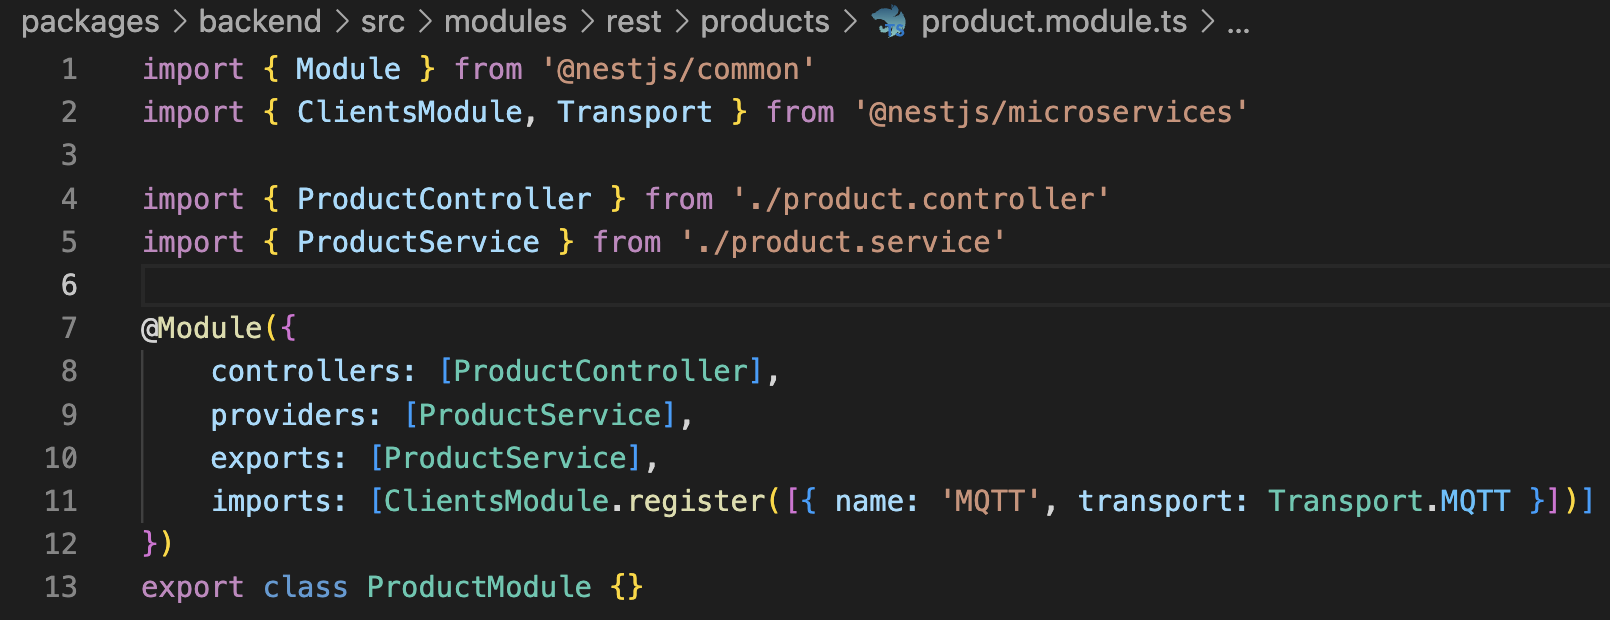 packages > backend > src > modules > rest > products > TS product.module.ts > ...
1 import { Module } from '@nestjs/common'
2 import { ClientsModule, Transport } from '@nestjs/microservices'
3
4 import { ProductController } from './product.controller'
5 import { ProductService } from './product.service'
6
7 @Module({
8     controllers: [ProductController],
9     providers: [ProductService],
10     exports: [ProductService],
11     imports: [ClientsModule.register([{ name: 'MQTT', transport: Transport.MQTT }])]
12 })
13 export class ProductModule {}